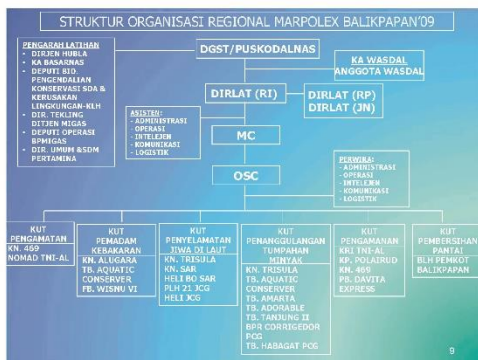 STRUKTUR ORGANISASI REGIONAL MARPOLEX BALIKPAPAN'09
PENGARAH LATIHAN
• DIRJEN HUBLA
• KA BASARNAS
• DEPUTI BID.
PENGENDALIAN
KONSERVASI SDA &
KERUSAKAN
LINGKUNGAN-KLH
• DIR. TEKLING
DITJEN MIGAS
• DEPUTI OPERASI
BPMIGAS
• DIR. UMUM &SDM
PERTAMINA
DGST/PUSKODALNAS
KA WASDAL
ANGGOTA WASDAL
DIRLAT (RI)
DIRLAT (RP)
DIRLAT (JN)
ASISTEN:
- ADMINISTRASI
- OPERASI
- INTELEJEN
- KOMUNIKASI
- LOGISTIK
MC
OSC
PERWIRA:
- ADMINISTRASI
- OPERASI
- INTELEJEN
- KOMUNIKASI
- LOGISTIK
KUT
PENGAMATAN
KN. 469
NOMAD TNI-AL
KUT
PEMADAM
KEBAKARAN
KN. ALUGARA
TB. AQUATIC
CONSERVER
FB. WISNU VI
KUT
PENYELAMATAN
JIWA DI LAUT
KN. TRISULA
KN. SAR
HELI BO SAR
PLH 21 JCG
HELI JCG
KUT
PENANGGULANGAN
TUMPAHAN
MINYAK
KN. TRISULA
TB. AQUATIC
CONSERVER
TB. AMARTA
TB. ADORABLE
TB. TANJUNG II
BPR CORRIGEDOR
PCG
TB. HABAGAT PCG
KUT
PENGAMANAN
KRI TNI-AL
KP. POLAIRUD
KN. 469
PB. DAVITA
EXPRESS
KUT
PEMBERSIHAN
PANTAI
BLH PEMKOT
BALIKPAPAN
9